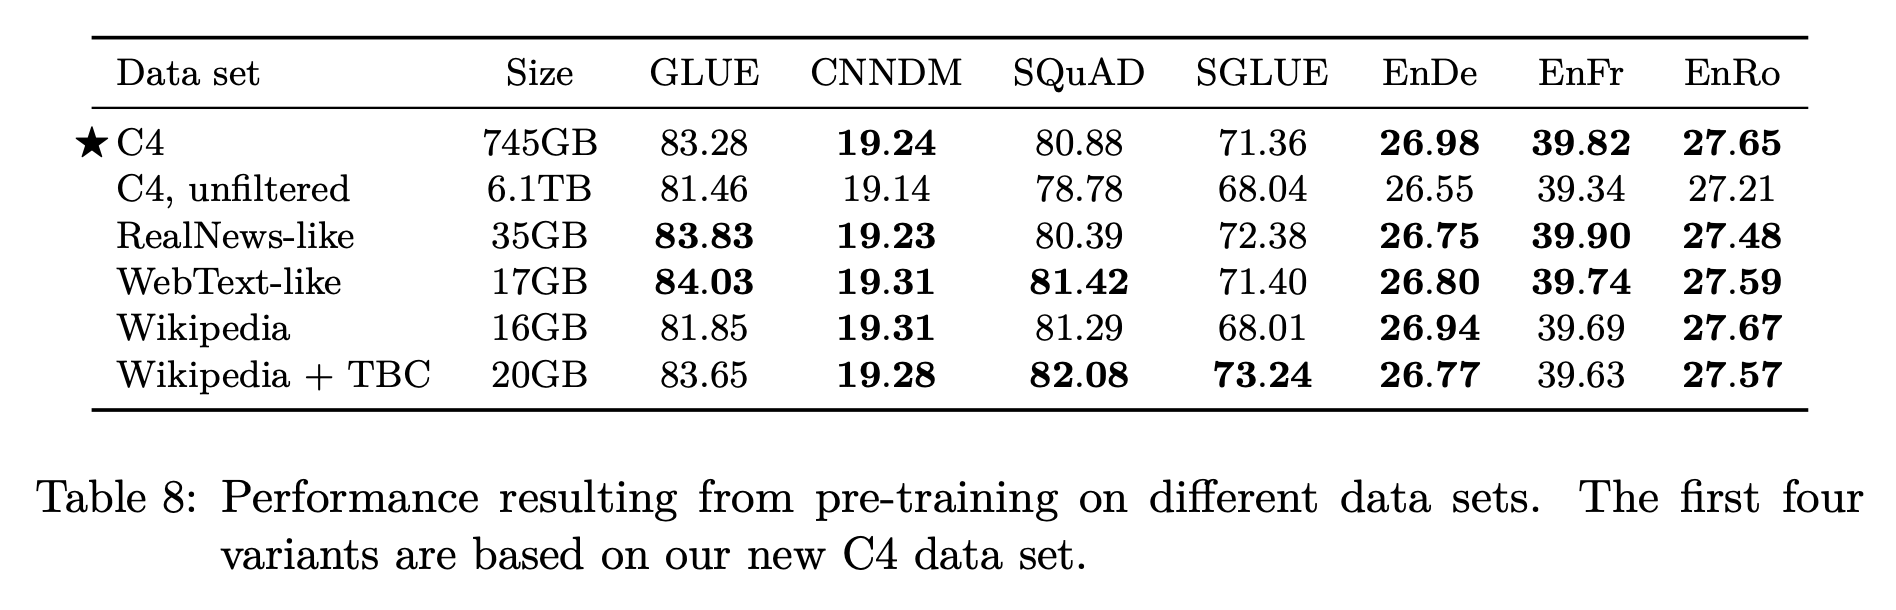 Data set Size GLUE CNNDM SQuAD SGLUE EnDe EnFr EnRo
★ C4 745GB 83.28 19.24 80.88 71.36 26.98 39.82 27.65
C4, unfiltered 6.1TB 81.46 19.14 78.78 68.04 26.55 39.34 27.21
RealNews-like 35GB 83.83 19.23 80.39 72.38 26.75 39.90 27.48
WebText-like 17GB 84.03 19.31 81.42 71.40 26.80 39.74 27.59
Wikipedia 16GB 81.85 19.31 81.29 68.01 26.94 39.69 27.67
Wikipedia + TBC 20GB 83.65 19.28 82.08 73.24 26.77 39.63 27.57
Table 8: Performance resulting from pre-training on different data sets. The first four
variants are based on our new C4 data set.